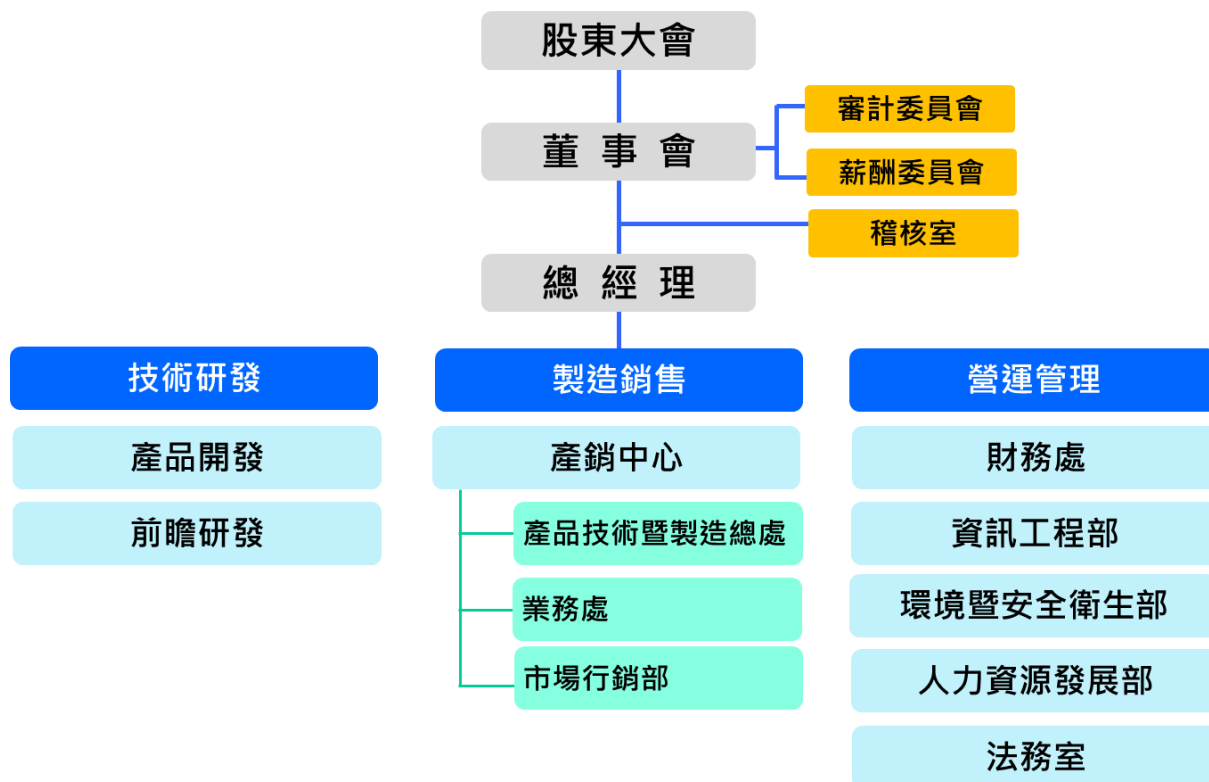 股東大會
董事會
審計委員會
薪酬委員會
稽核室
總經理
技術研發
產品開發
前瞻研發
製造銷售
產銷中心
產品技術暨製造總處
業務處
市場行銷部
營運管理
財務處
資訊工程部
環境暨安全衛生部
人力資源發展部
法務室